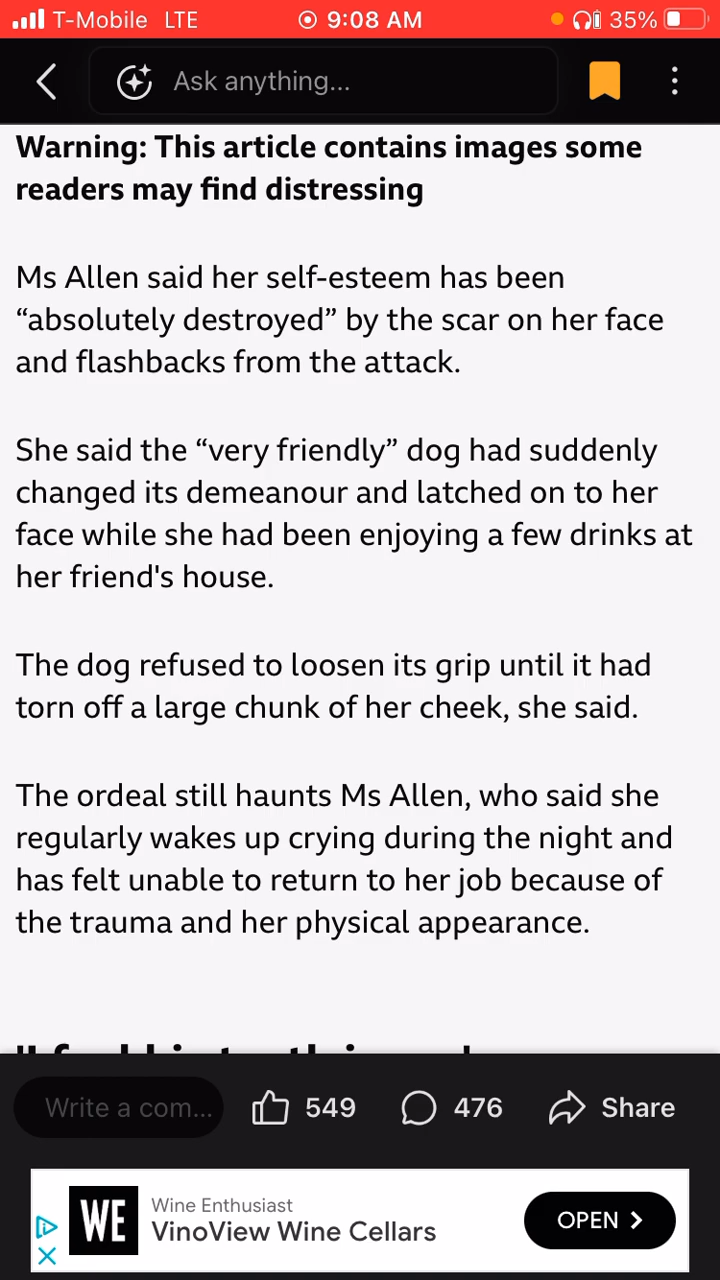 T-Mobile LTE 9:08 AM 35%
Ask anything...
Warning: This article contains images some
readers may find distressing
Ms Allen said her self-esteem has been
“absolutely destroyed” by the scar on her face
and flashbacks from the attack.
She said the “very friendly” dog had suddenly
changed its demeanour and latched on to her
face while she had been enjoying a few drinks at
her friend's house.
The dog refused to loosen its grip until it had
torn off a large chunk of her cheek, she said.
The ordeal still haunts Ms Allen, who said she
regularly wakes up crying during the night and
has felt unable to return to her job because of
the trauma and her physical appearance.
Write a com... 549 476 Share
WE
Wine Enthusiast
VinoView Wine Cellars
OPEN